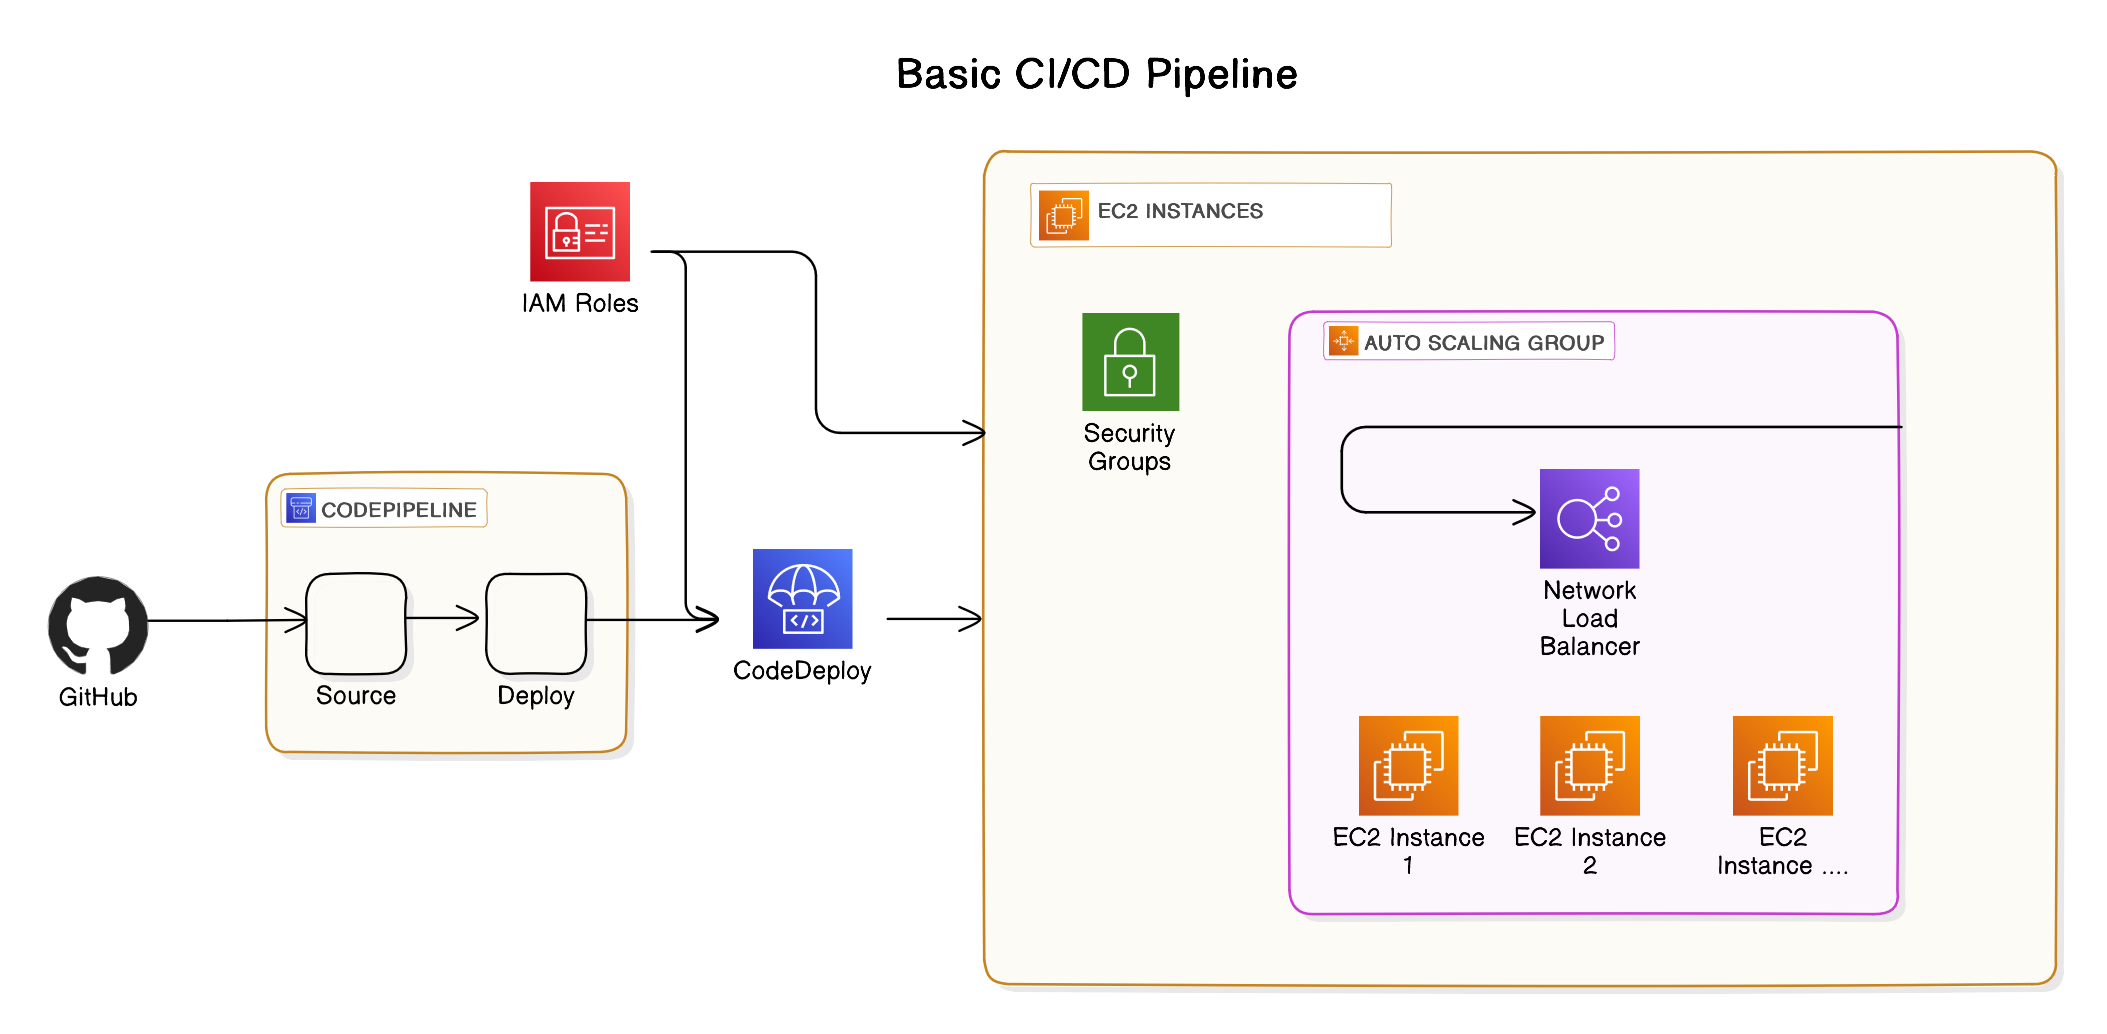 Basic CI/CD Pipeline
IAM Roles
EC2 INSTANCES
Security
Groups
AUTO SCALING GROUP
CODEPIPELINE
GitHub
Source
Deploy
CodeDeploy
Network
Load
Balancer
EC2 Instance
1
EC2 Instance
2
EC2
Instance ....